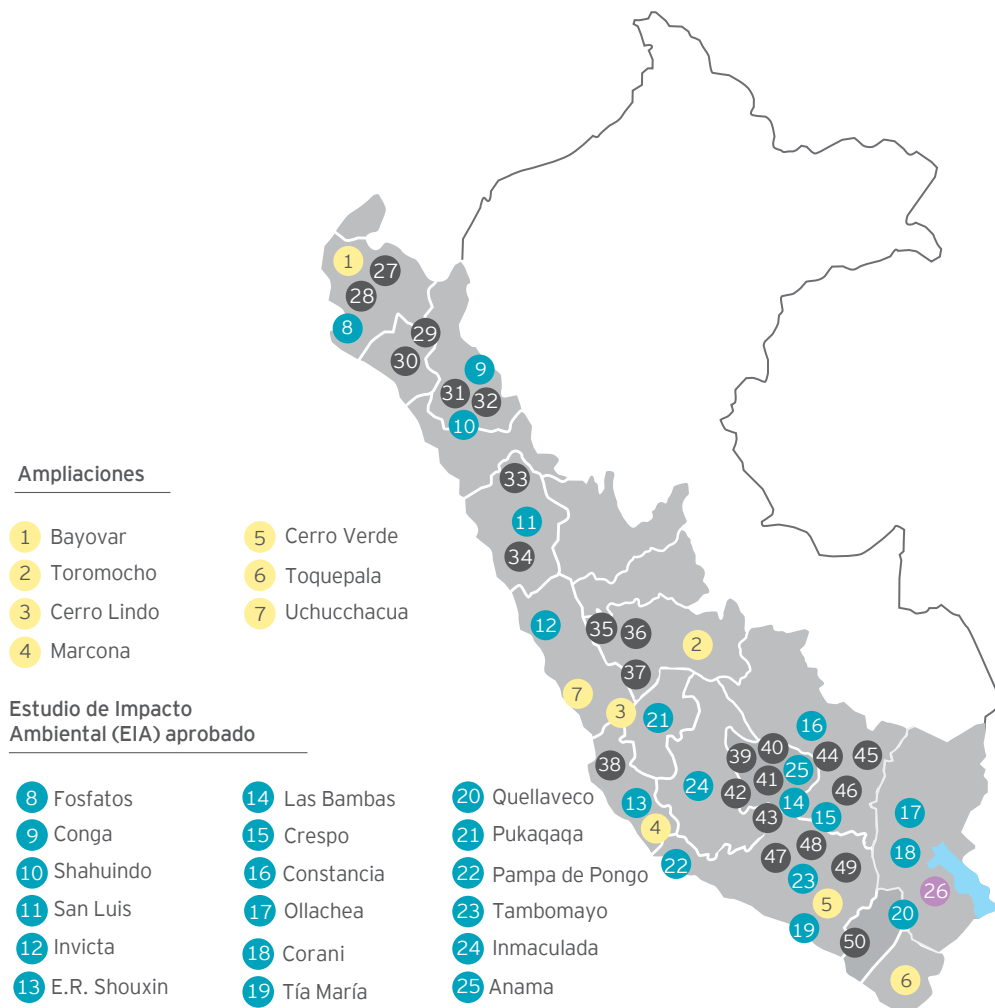 1
27
28
8
29
30
9
31
32
10
33
11
34
12
35
36
2
37
7
3
21
16
38
39
40
25
44
45
24
42
41
46
13
14
15
17
4
43
22
47
48
49
18
23
26
5
20
19
50
6
Ampliaciones
1 Bayovar
2 Toromocho
3 Cerro Lindo
4 Marcona
5 Cerro Verde
6 Toquepala
7 Uchucchacua
Estudio de Impacto
Ambiental (EIA) aprobado
8 Fosfatos
9 Conga
10 Shahuindo
11 San Luis
12 Invicta
13 E.R. Shouxin
14 Las Bambas
15 Crespo
16 Constancia
17 Ollachea
18 Corani
19 Tía María
20 Quellaveco
21 Pukaqaqa
22 Pampa de Pongo
23 Tambomayo
24 Inmaculada
25 Anama